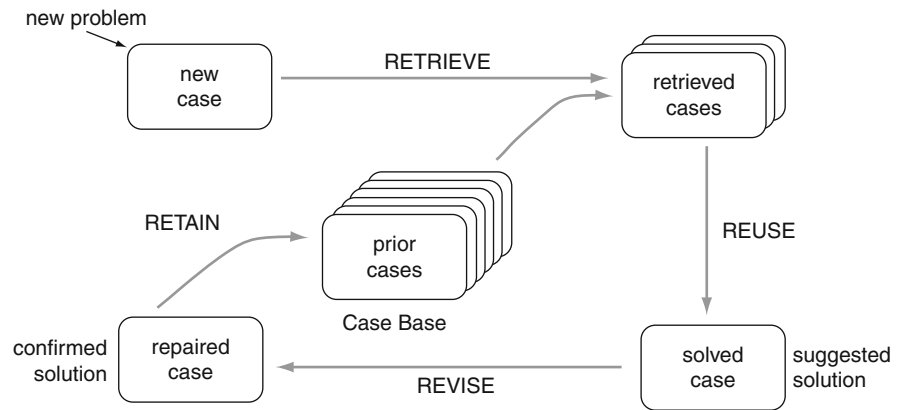 new problem
new
case
RETRIEVE
retrieved
cases
RETAIN
prior
cases
REUSE
Case Base
confirmed
solution
repaired
case
REVISE
solved
case
suggested
solution